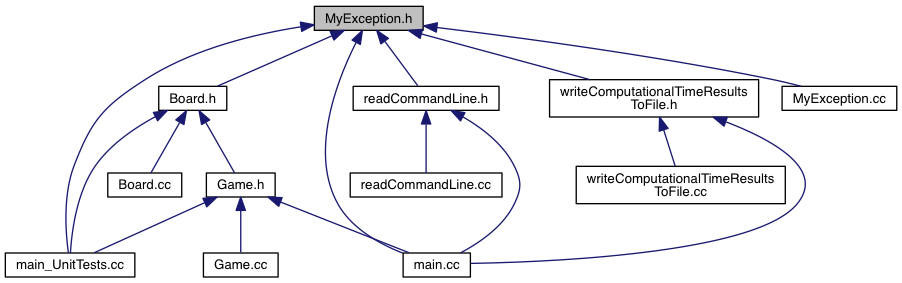 MyException.h
Board.h
readCommandLine.h
writeComputationalTimeResults
ToFile.h
MyException.cc
Board.cc
Game.h
readCommandLine.cc
writeComputationalTimeResults
ToFile.cc
main_UnitTests.cc
Game.cc
main.cc